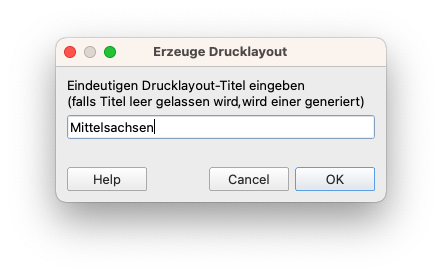 Erzeuge Drucklayout
Eindeutigen Drucklayout-Titel eingeben
(falls Titel leer gelassen wird,wird einer generiert)
Mittelsachsen
Help
Cancel
OK